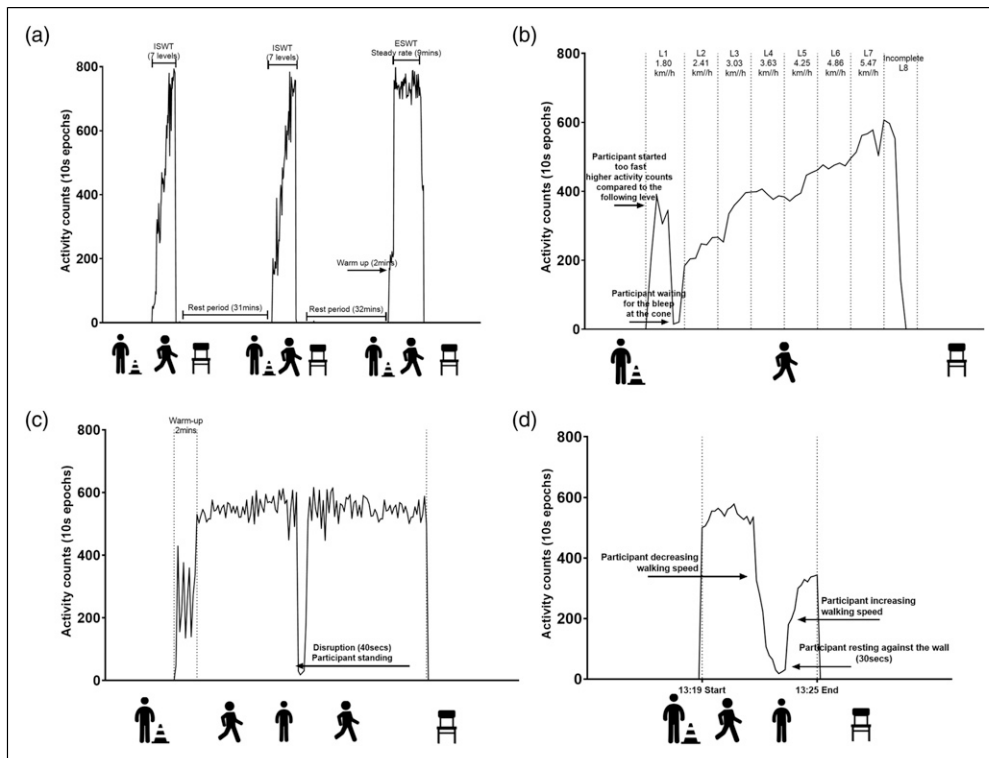 (a)
ISWT
(7 levels)
ISWT
(7 levels)
ESWT
Steady rate (9mins)
800
600
400
200
0
Activity counts (10s epochs)
Warm up (2mins)
Rest period (31mins)
Rest period (32mins)
(b)
L1
1.80
km//h
L2
2.41
km//h
L3
3.03
km//h
L4
3.63
km//h
L5
4.25
km//h
L6
4.86
km//h
L7
5.47
km//h
Incomplete
L8
800
600
400
200
0
Activity counts (10s epochs)
Participant started
too fast
higher activity counts
compared to the
following level
Participant waiting
for the bleep
at the cone
(c)
Warm-up
2mins
800
600
400
200
0
Activity counts (10s epochs)
Disruption (40secs)
Participant standing
(d)
800
600
400
200
0
Activity counts (10s epochs)
Participant decreasing
walking speed
Participant increasing
walking speed
Participant resting against the wall
(30secs)
13:19 Start
13:25 End